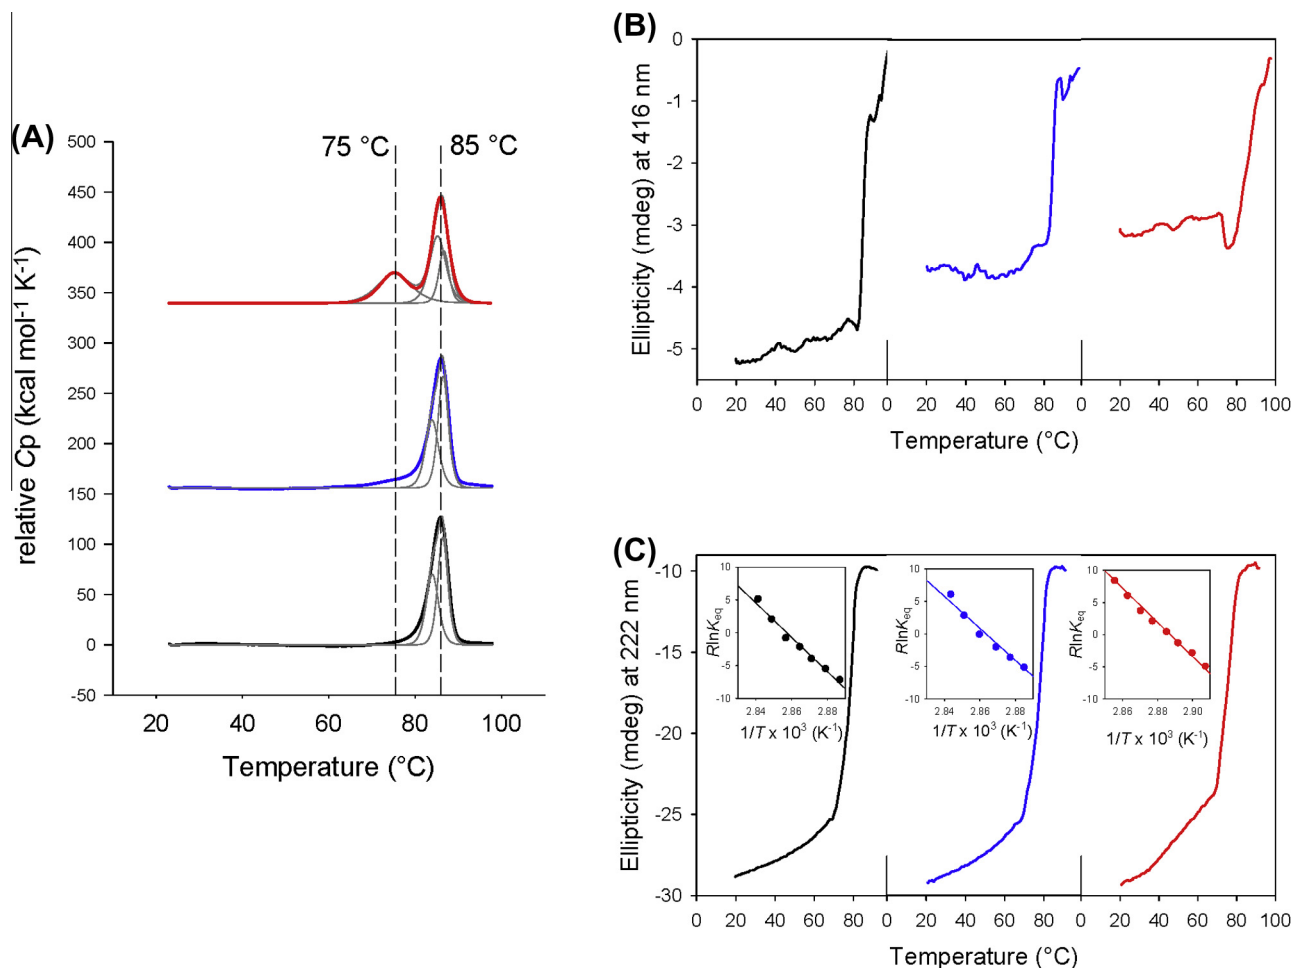 (A)
75 °C
85 °C
500
450
400
350
300
250
200
150
100
50
0
-50
relative Cp (kcal mol-1 K-1)
20 40 60 80 100
Temperature (°C)
(B)
0
-1
-2
-3
-4
-5
Ellipticity (mdeg) at 416 nm
0 20 40 60 80 0 20 40 60 80 0 20 40 60 80 100
Temperature (°C)
(C)
-10
-15
-20
-25
-30
Ellipticity (mdeg) at 222 nm
10
5
0
-5
-10
RlnKeq
2.84 2.86 2.88
1/T x 10³ (K-1)
10
5
0
-5
-10
RlnKeq
2.84 2.86 2.88
1/T x 10³ (K-1)
10
5
0
-5
-10
RlnKeq
2.86 2.88 2.90
1/T x 10³ (K-1)
0 20 40 60 80 0 20 40 60 80 0 20 40 60 80 100
Temperature (°C)